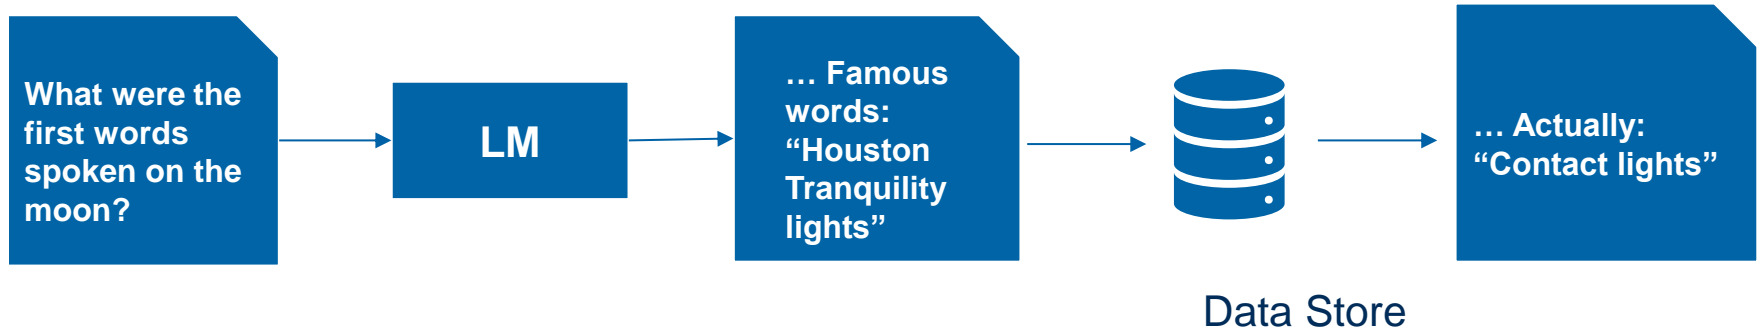 What were the
first words
spoken on the
moon?
LM
… Famous
words:
“Houston
Tranquility
lights”
… Actually:
“Contact lights”
Data Store